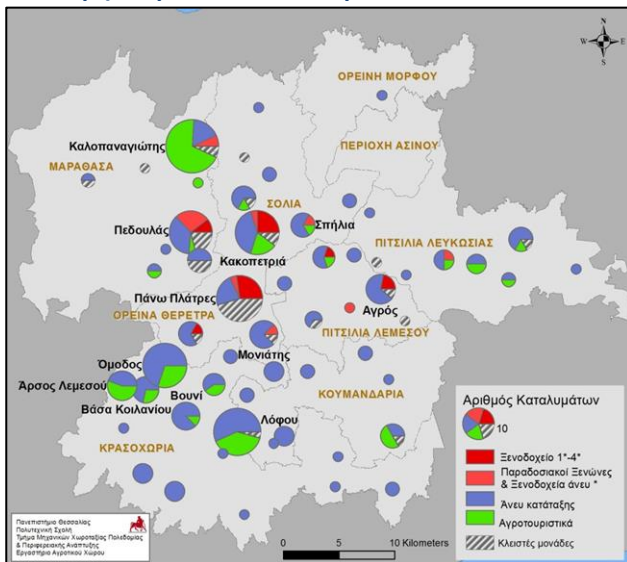 N
W E
S
ΟΡΕΙΝΗ ΜΟΡΦΟΥ
Καλοπαναγιώτης
ΠΕΡΙΟΧΗ ΑΣΙΝΟΥ
ΜΑΡΑΘΑΣΑ
ΣΟΛΙΑ
Πεδουλάς
Σπήλια
ΠΙΤΣΙΛΙΑ ΛΕΥΚΩΣΙΑΣ
Κακοπετριά
Πάνω Πλάτρες
Αγρός
ΟΡΕΙΝΑ ΘΕΡΕΤΡΑ
ΠΙΤΣΙΛΙΑ ΛΕΜΕΣΟΥ
Μονιάτης
Όμοδος
Άρσος Λεμεσού
Βουνί
ΚΟΥΜΑΝΔΑΡΙΑ
Βάσα Κοιλανίου
Λόφου
ΚΡΑΣΟΧΩΡΙΑ
Αριθμός Καταλυμάτων
10
Ξενοδοχείο 1*-4*
Παραδοσιακοί Ξενώνες
& Ξενοδοχεία άνευ *
Άνευ κατάταξης
Αγροτουριστικά
Κλειστές μονάδες
Πανεπιστήμιο Θεσσαλίας
Πολυτεχνική Σχολή
Τμήμα Μηχανικών Χωροταξίας Πολεοδομίας
& Περιφερειακής Ανάπτυξης
Εργαστήριο Αγροτικού Χώρου
0 5 10 Kilometers